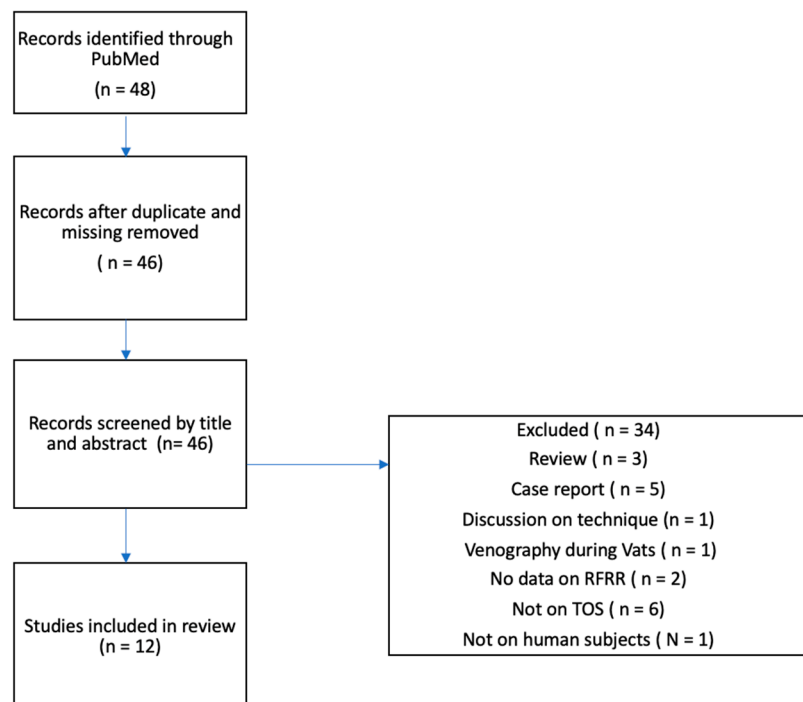 Records identified through
PubMed
(n = 48)
Records after duplicate and
missing removed
( n = 46)
Records screened by title
and abstract (n= 46)
Excluded ( n = 34)
Review ( n = 3)
Case report ( n = 5)
Discussion on technique (n = 1)
Venography during Vats ( n = 1)
No data on RFRR ( n = 2)
Not on TOS ( n = 6)
Not on human subjects ( N = 1)
Studies included in review
(n = 12)